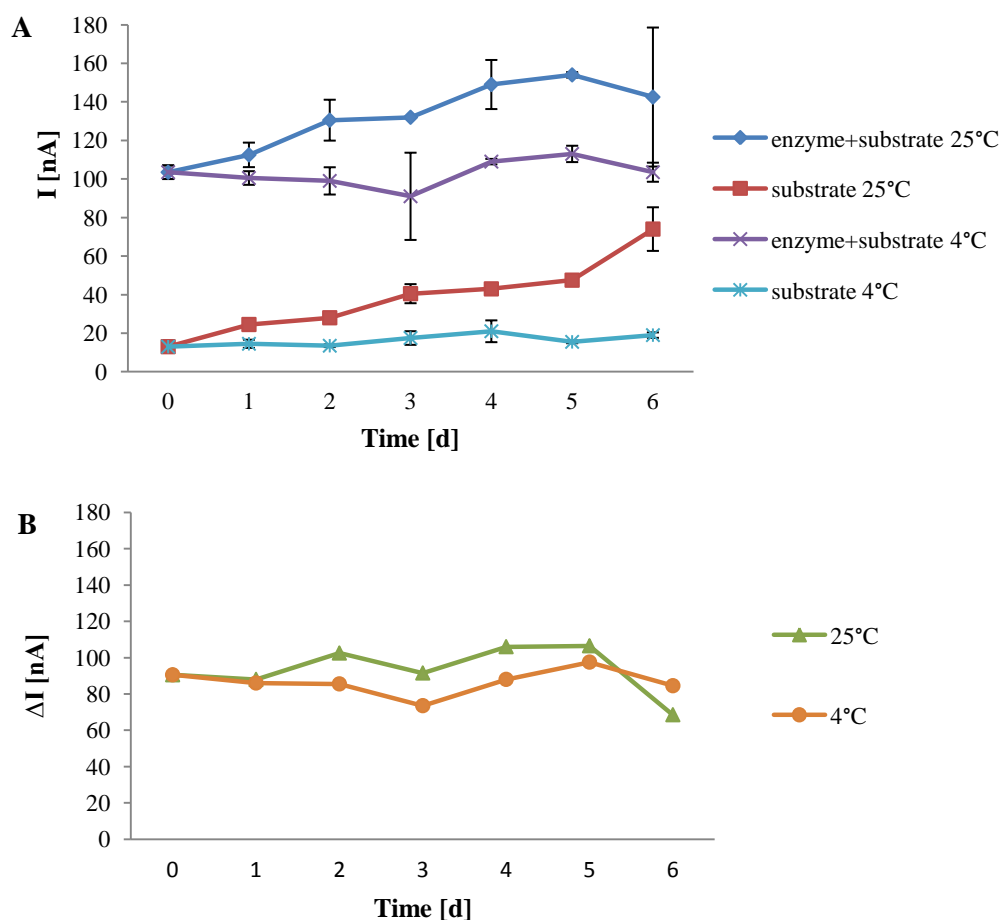 A
180
160
140
120
100
80
60
40
20
0
I [nA]
0 1 2 3 4 5 6
Time [d]
enzyme+substrate 25°C
substrate 25°C
enzyme+substrate 4°C
substrate 4°C
B
180
160
140
120
100
80
60
40
20
0
ΔI [nA]
0 1 2 3 4 5 6
Time [d]
25°C
4°C